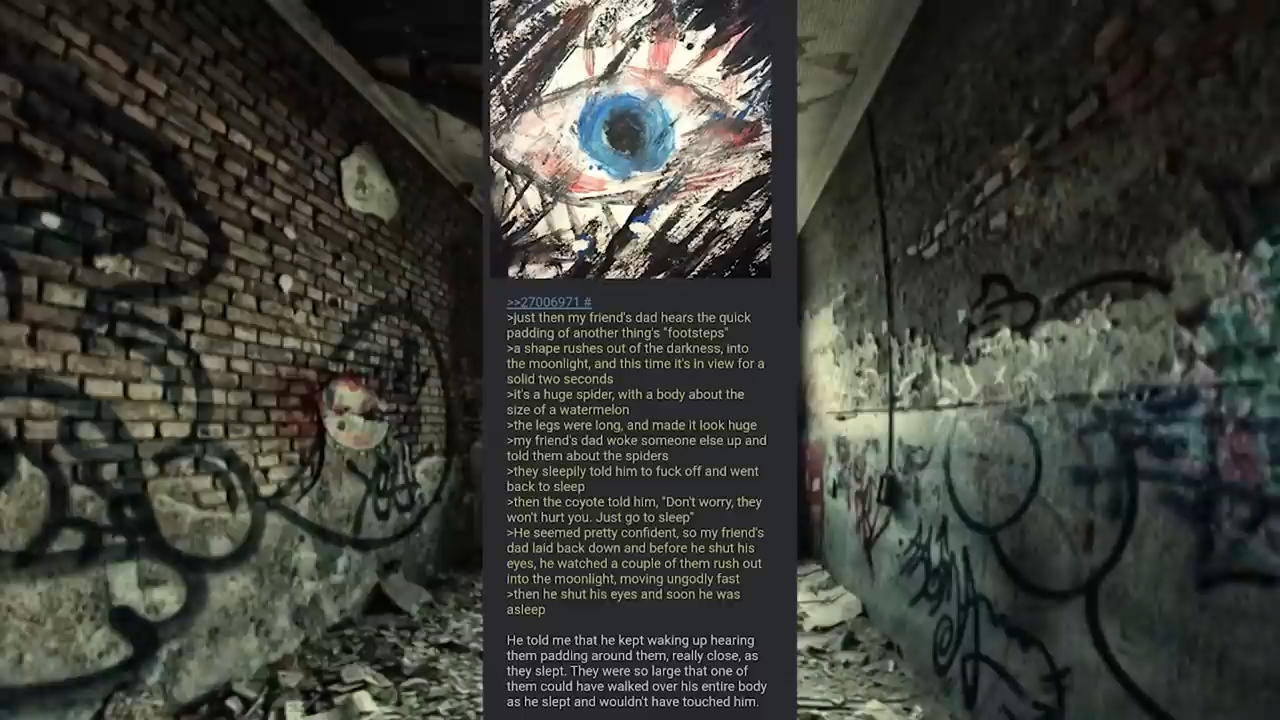 >>27006971 #
>just then my friend's dad hears the quick
padding of another thing's "footsteps"
>a shape rushes out of the darkness, into
the moonlight, and this time it's in view for a
solid two seconds
>it's a huge spider, with a body about the
size of a watermelon
>the legs were long, and made it look huge
>my friend's dad woke someone else up and
told them about the spiders
>they sleepily told him to fuck off and went
back to sleep
>then the coyote told him, "Don't worry, they
won't hurt you. Just go to sleep"
>He seemed pretty confident, so my friend's
dad laid back down and before he shut his
eyes, he watched a couple of them rush out
into the moonlight, moving ungodly fast
>then he shut his eyes and soon he was
asleep
He told me that he kept waking up hearing
them padding around them, really close, as
they slept. They were so large that one of
them could have walked over his entire body
as he slept and wouldn't have touched him.